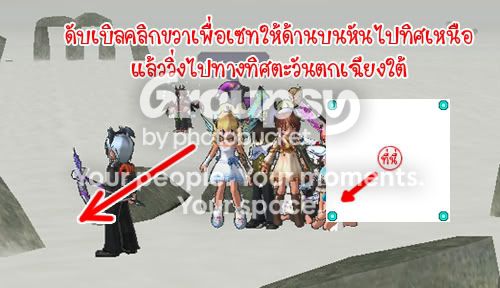 ดับเบิลคลิกขวาเพื่อเซทให้ด้านบนหันไปทิศเหนือ
แล้ววิ่งไปทางทิศตะวันตกเฉียงใต้
by photobucket
ที่นี่
Your people. Your moments.
Your space.